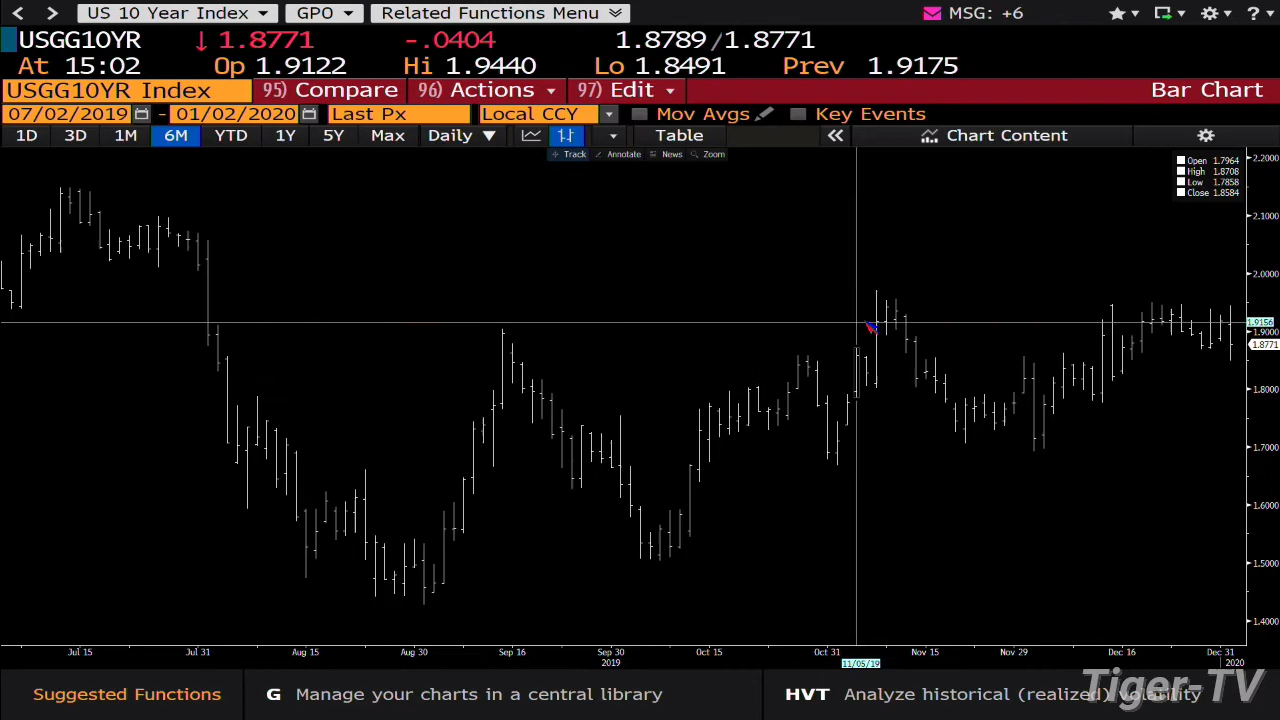 US 10 Year Index GPO Related Functions Menu MSG: +6 ?
USGG10YR ↓ 1.8771 -.0404 1.8789/1.8771
At 15:02 Op 1.9122 Hi 1.9440 Lo 1.8491 Prev 1.9175
USGG10YR Index 95) Compare 96) Actions 97) Edit Bar Chart
07/02/2019 - 01/02/2020 Last Px Local CCY Mov Avgs Key Events
1D 3D 1M 6M YTD 1Y 5Y Max Daily ▼ Table « Chart Content
Track Annotate News Zoom
Open 1.7964
High 1.8708
Low 1.7858
Close 1.8584
2.2000
2.1000
2.0000
1.9156
1.9000
1.8771
1.8000
1.7000
1.6000
1.5000
1.4000
Jul 15 Jul 31 Aug 15 Aug 30 Sep 16 Sep 30 Oct 15 Oct 31 Nov 15 Nov 29 Dec 16 Dec 31
2019 11/05/19 2020
Suggested Functions G Manage your charts in a central library HVT Analyze historical (realized) volatility
Tiger-TV